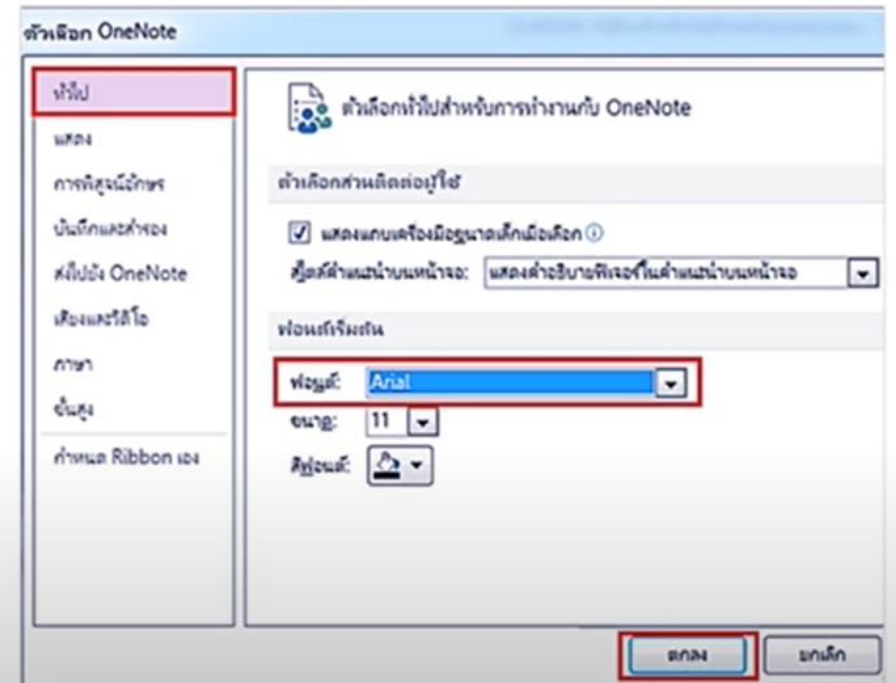 ตัวเลือก OneNote
ทั่วไป
แสดง
การพิสูจน์อักษร
บันทึกและสำรอง
ส่งไปยัง OneNote
เสียงและวิดีโอ
ภาษา
ขั้นสูง
กำหนด Ribbon เอง
ตัวเลือกทั่วไปสำหรับการทำงานกับ OneNote
ตัวเลือกส่วนติดต่อผู้ใช้
แสดงแถบเครื่องมือขนาดเล็กเมื่อเลือก
สไตล์คำแนะนำบนหน้าจอ: แสดงคำอธิบายฟีเจอร์ในคำแนะนำบนหน้าจอ
ฟอนต์เริ่มต้น
ฟอนต์: Arial
ขนาด: 11
สีฟอนต์:
ตกลง ยกเลิก